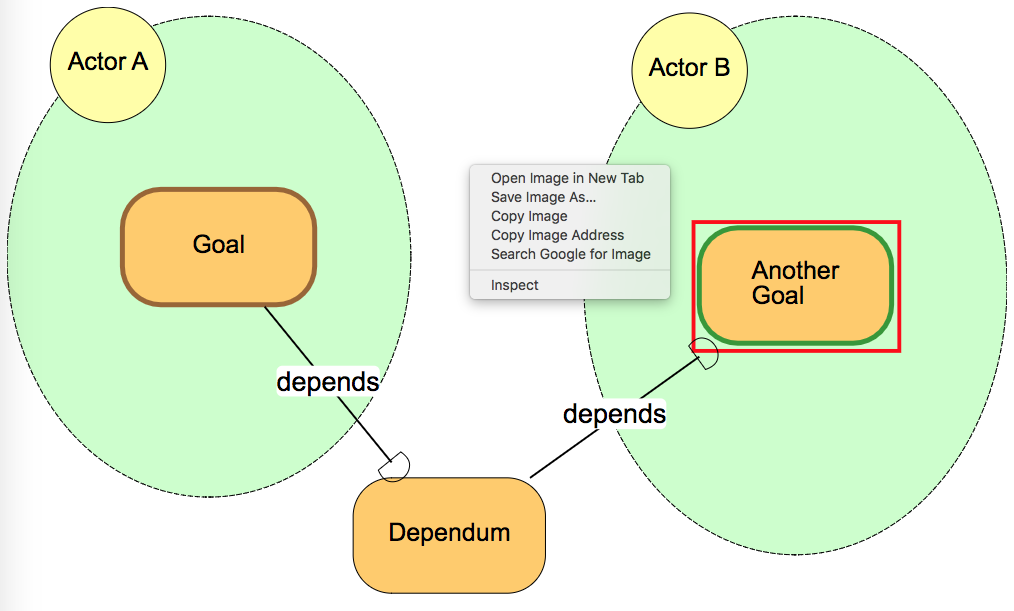 Actor A
Actor B
Open Image in New Tab
Save Image As...
Copy Image
Copy Image Address
Search Google for Image
Inspect
Goal
Another
Goal
depends
depends
Dependum